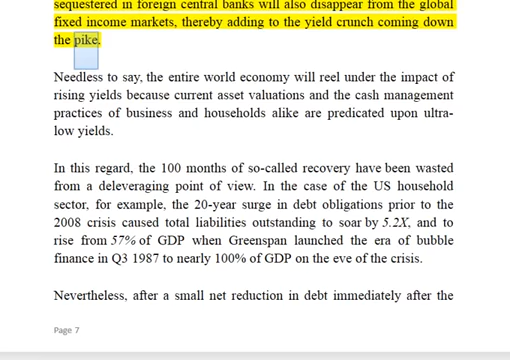 sequestered in foreign central banks will also disappear from the global
fixed income markets, thereby adding to the yield crunch coming down
the pike.
Needless to say, the entire world economy will reel under the impact of
rising yields because current asset valuations and the cash management
practices of business and households alike are predicated upon ultra-
low yields.
In this regard, the 100 months of so-called recovery have been wasted
from a deleveraging point of view. In the case of the US household
sector, for example, the 20-year surge in debt obligations prior to the
2008 crisis caused total liabilities outstanding to soar by 5.2X, and to
rise from 57% of GDP when Greenspan launched the era of bubble
finance in Q3 1987 to nearly 100% of GDP on the eve of the crisis.
Nevertheless, after a small net reduction in debt immediately after the
Page 7